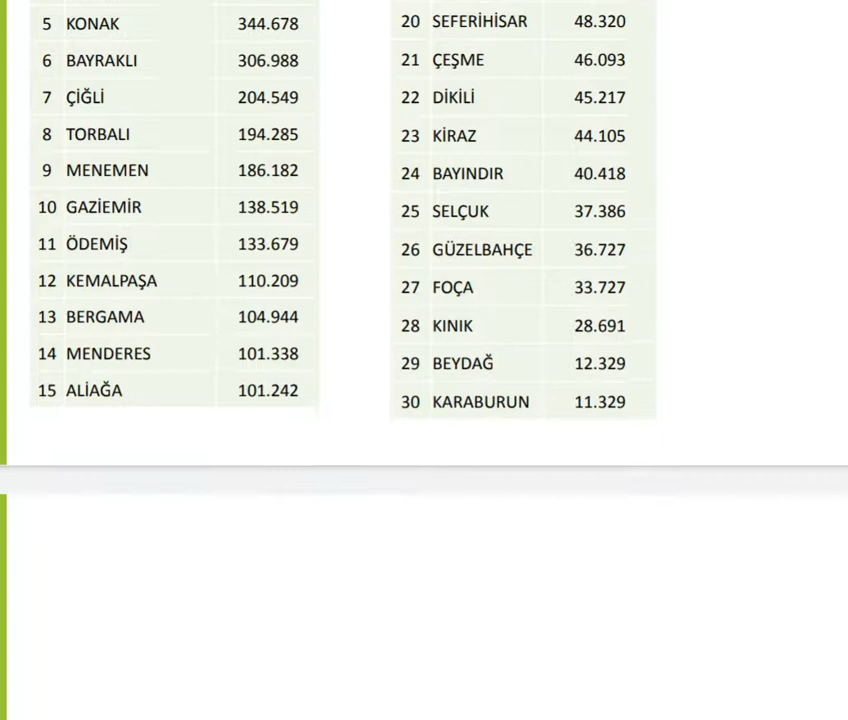 5 KONAK 344.678
6 BAYRAKLI 306.988
7 ÇİĞLİ 204.549
8 TORBALI 194.285
9 MENEMEN 186.182
10 GAZİEMİR 138.519
11 ÖDEMİŞ 133.679
12 KEMALPAŞA 110.209
13 BERGAMA 104.944
14 MENDERES 101.338
15 ALİAĞA 101.242
20 SEFERİHİSAR 48.320
21 ÇEŞME 46.093
22 DİKİLİ 45.217
23 KİRAZ 44.105
24 BAYINDIR 40.418
25 SELÇUK 37.386
26 GÜZELBAHÇE 36.727
27 FOÇA 33.727
28 KINIK 28.691
29 BEYDAĞ 12.329
30 KARABURUN 11.329